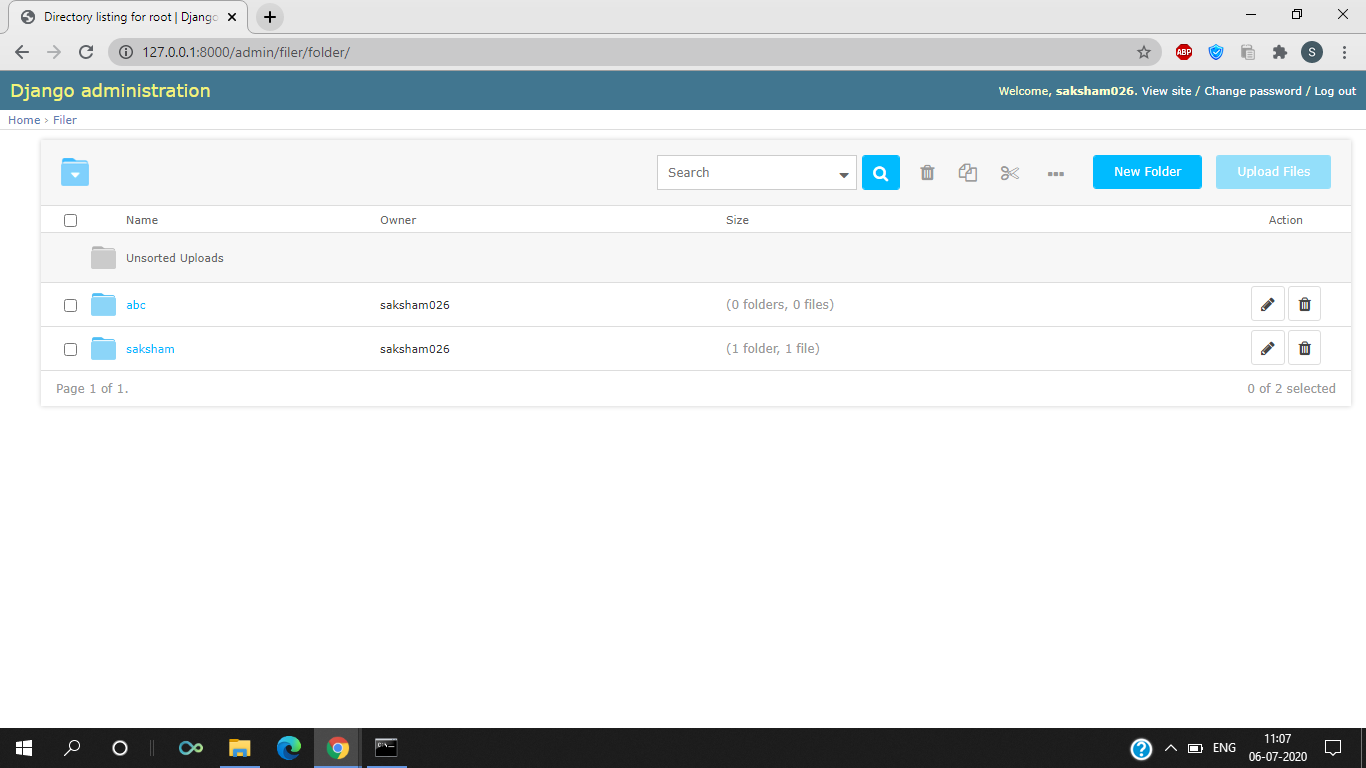 Directory listing for root | Django
127.0.0.1:8000/admin/filer/folder/
ABP
S
Django administration
Welcome, saksham026. View site / Change password / Log out
Home › Filer
Search
New Folder
Upload Files
Name Owner Size Action
Unsorted Uploads
abc saksham026 (0 folders, 0 files)
saksham saksham026 (1 folder, 1 file)
Page 1 of 1. 0 of 2 selected
ENG
11:07
06-07-2020